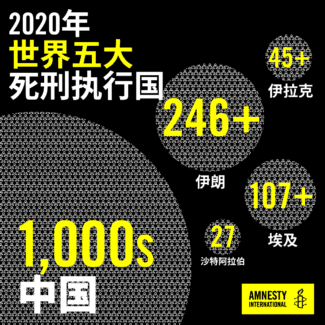 2020年
世界五大
死刑执行国
45+
伊拉克
246+
伊朗
107+
埃及
27
沙特阿拉伯
1,000s
中国
AMNESTY
INTERNATIONAL